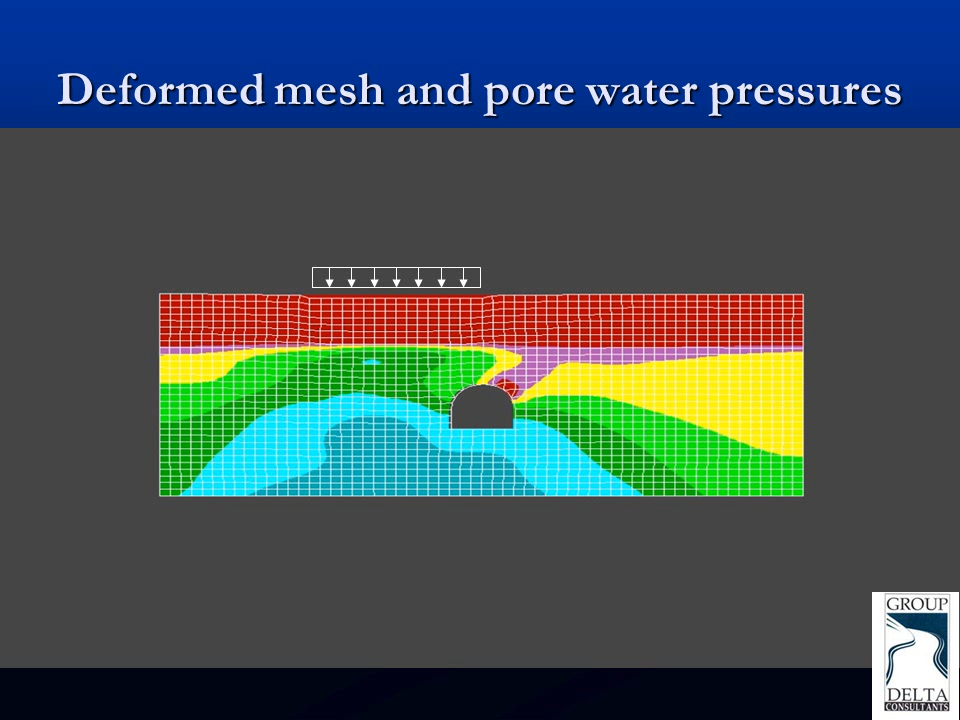 Deformed mesh and pore water pressures
GROUP
DELTA
CONSULTANTS